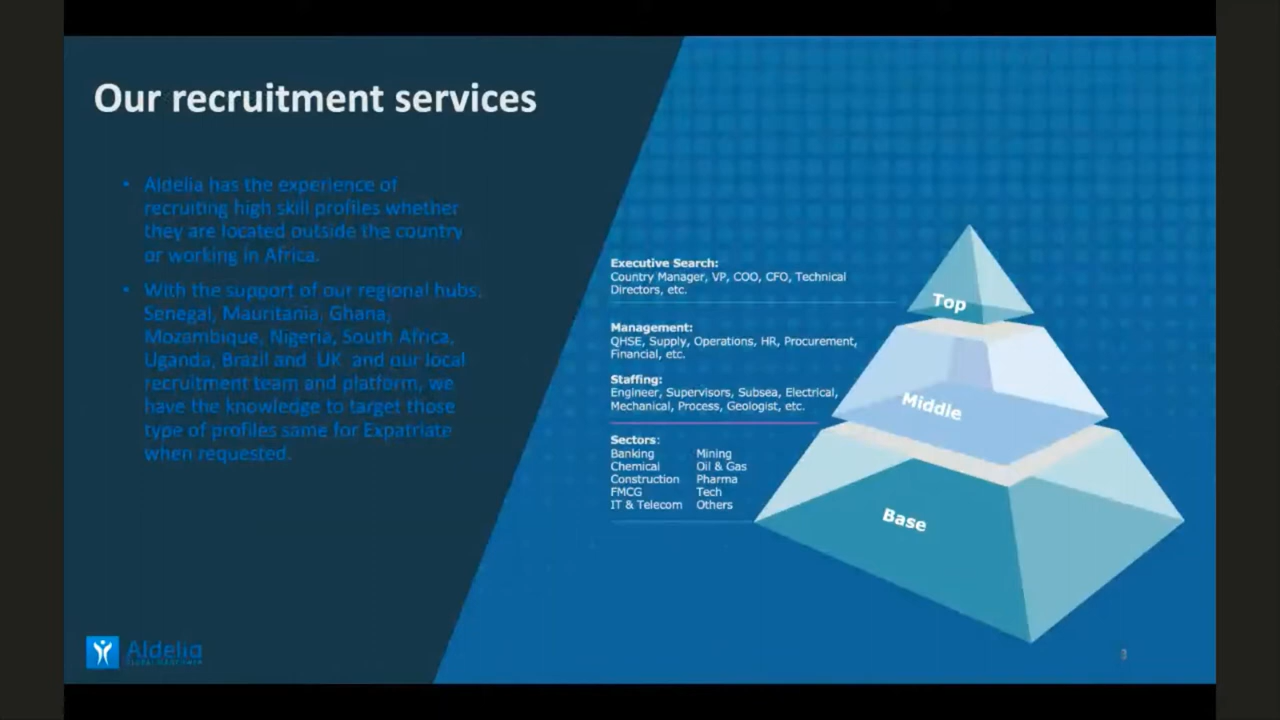 Our recruitment services
• Aldelia has the experience of
recruiting high skill profiles whether
they are located outside the country
or working in Africa.
• With the support of our regional hubs,
Senegal, Mauritania, Ghana,
Mozambique, Nigeria, South Africa,
Uganda, Brazil and UK and our local
recruitment team and platform, we
have the knowledge to target those
type of profiles same for Expatriate
when requested.
Executive Search:
Country Manager, VP, COO, CFO, Technical
Directors, etc.
Management:
QHSE, Supply, Operations, HR, Procurement,
Financial, etc.
Staffing:
Engineer, Supervisors, Subsea, Electrical,
Mechanical, Process, Geologist, etc.
Sectors:
Banking Mining
Chemical Oil & Gas
Construction Pharma
FMCG Tech
IT & Telecom Others
Top
Middle
Base
Aldelia